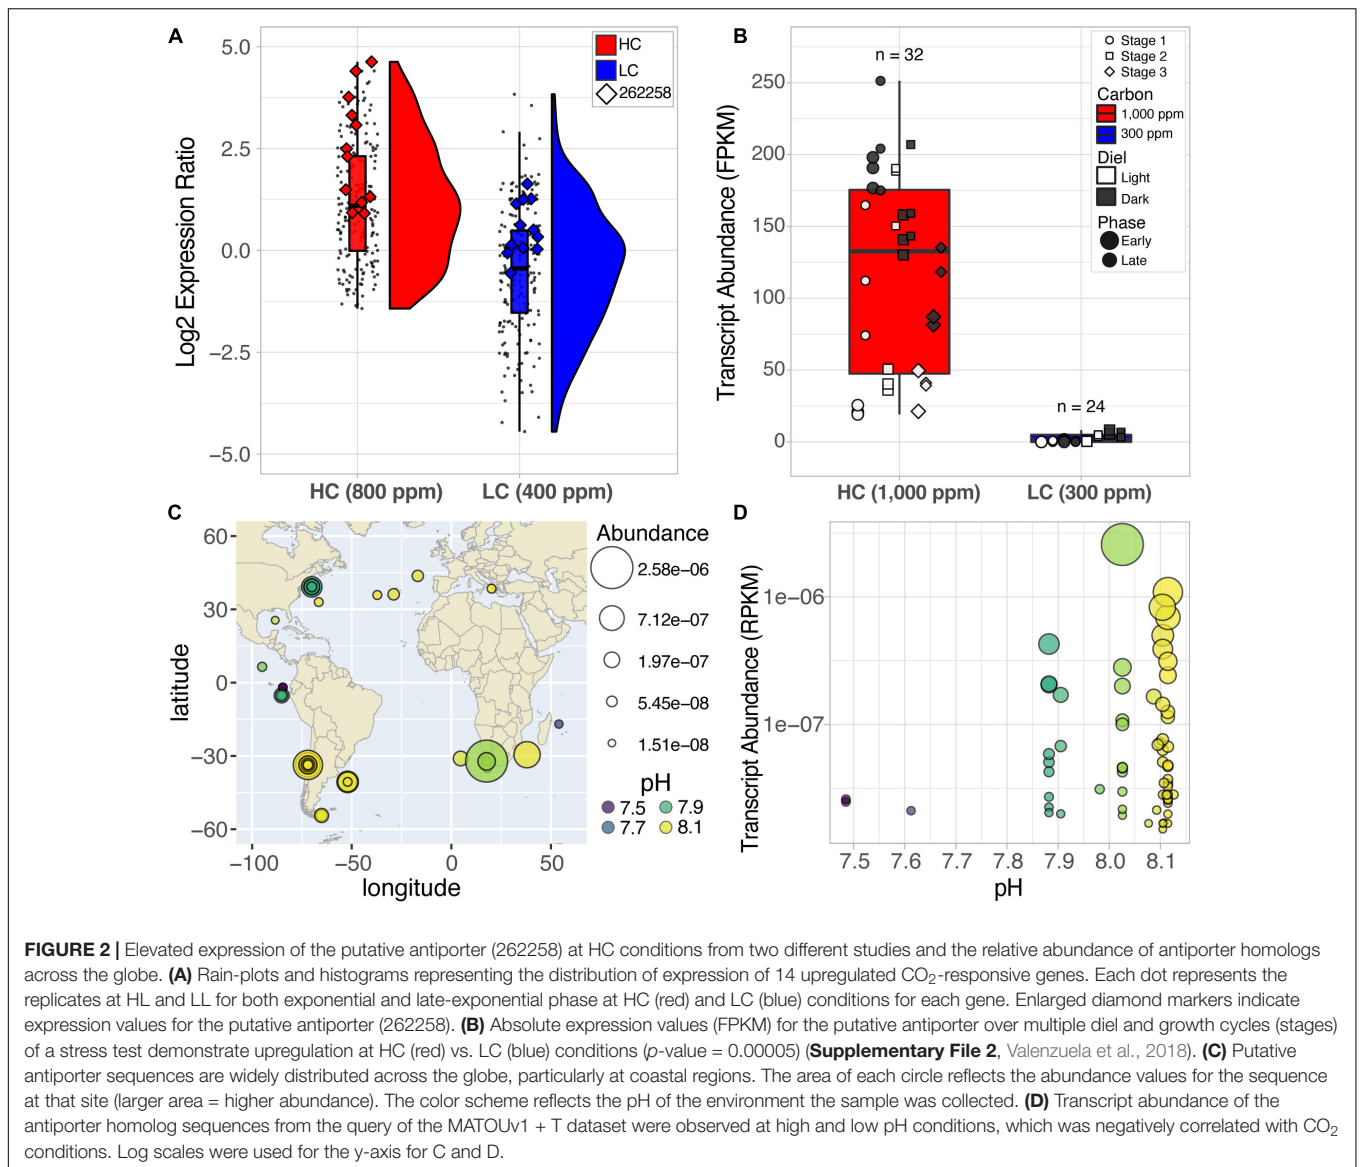 A
5.0
2.5
0.0
−2.5
−5.0
Log2 Expression Ratio
HC
LC
262258
HC (800 ppm)
LC (400 ppm)
B
250
200
150
100
50
0
Transcript Abundance (FPKM)
n = 32
n = 24
Stage 1
Stage 2
Stage 3
Carbon
1,000 ppm
300 ppm
Diel
Light
Dark
Phase
Early
Late
HC (1,000 ppm)
LC (300 ppm)
C
60
30
0
−30
−60
latitude
−100
−50
0
50
longitude
Abundance
2.58e−06
7.12e−07
1.97e−07
5.45e−08
1.51e−08
pH
7.5
7.9
7.7
8.1
D
1e−06
1e−07
Transcript Abundance (RPKM)
7.5
7.6
7.7
7.8
7.9
8.0
8.1
pH
FIGURE 2 | Elevated expression of the putative antiporter (262258) at HC conditions from two different studies and the relative abundance of antiporter homologs
across the globe. (A) Rain-plots and histograms representing the distribution of expression of 14 upregulated CO2-responsive genes. Each dot represents the
replicates at HL and LL for both exponential and late-exponential phase at HC (red) and LC (blue) conditions for each gene. Enlarged diamond markers indicate
expression values for the putative antiporter (262258). (B) Absolute expression values (FPKM) for the putative antiporter over multiple diel and growth cycles (stages)
of a stress test demonstrate upregulation at HC (red) vs. LC (blue) conditions (p-value = 0.00005) (Supplementary File 2, Valenzuela et al., 2018). (C) Putative
antiporter sequences are widely distributed across the globe, particularly at coastal regions. The area of each circle reflects the abundance values for the sequence
at that site (larger area = higher abundance). The color scheme reflects the pH of the environment the sample was collected. (D) Transcript abundance of the
antiporter homolog sequences from the query of the MATOUv1 + T dataset were observed at high and low pH conditions, which was negatively correlated with CO2
conditions. Log scales were used for the y-axis for C and D.